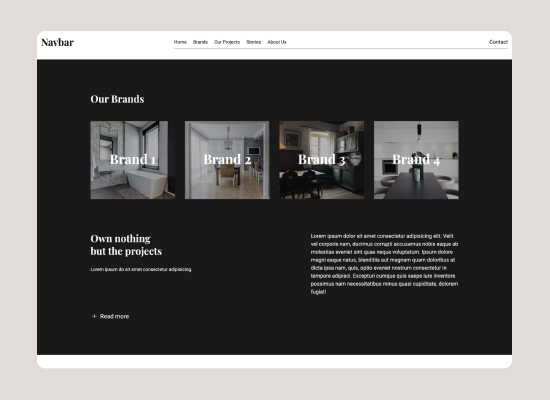 Navbar
Home Brands Our Projects Stories About Us
Contact
Our Brands
Brand 1 Brand 2 Brand 3 Brand 4
Own nothing
but the projects
Lorem ipsum do sit amet consectetur adipisicing.
Lorem ipsum dolor sit amet consectetur adipisicing elit. Velit
vel corporis nam, ducimus corrupti accusamus nobis eaque ab
molestiae eveniet sint quae neque voluptatum. Ipsum dolore
magni eaque natus, blanditiis aut magnam quam doloribus at
dicta ipsa nam, quis, optio eveniet nostrum consectetur in
tempore adipisci. Excepturi cumque quis saepe iure inventore
possimus nam necessitatibus minus quasi cupiditate, dolorem
fugiat!
+ Read more